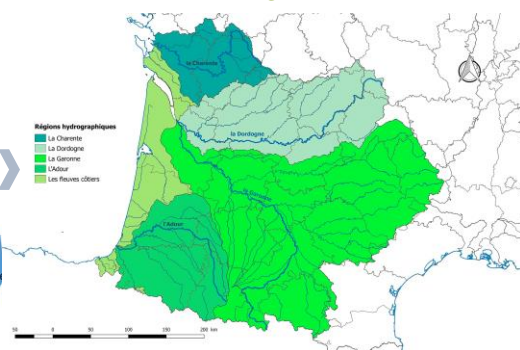 la Charente
la Dordogne
Régions hydrographiques
La Charente
La Dordogne
La Garonne
L'Adour
Les fleuves côtiers
la Garonne
l'Adour
50 0 50 100 150 200 km